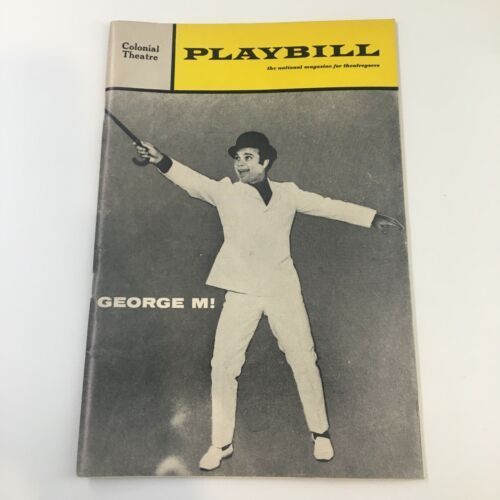 Colonial
Theatre
PLAYBILL
the national magazine for theatregoers
GEORGE M!